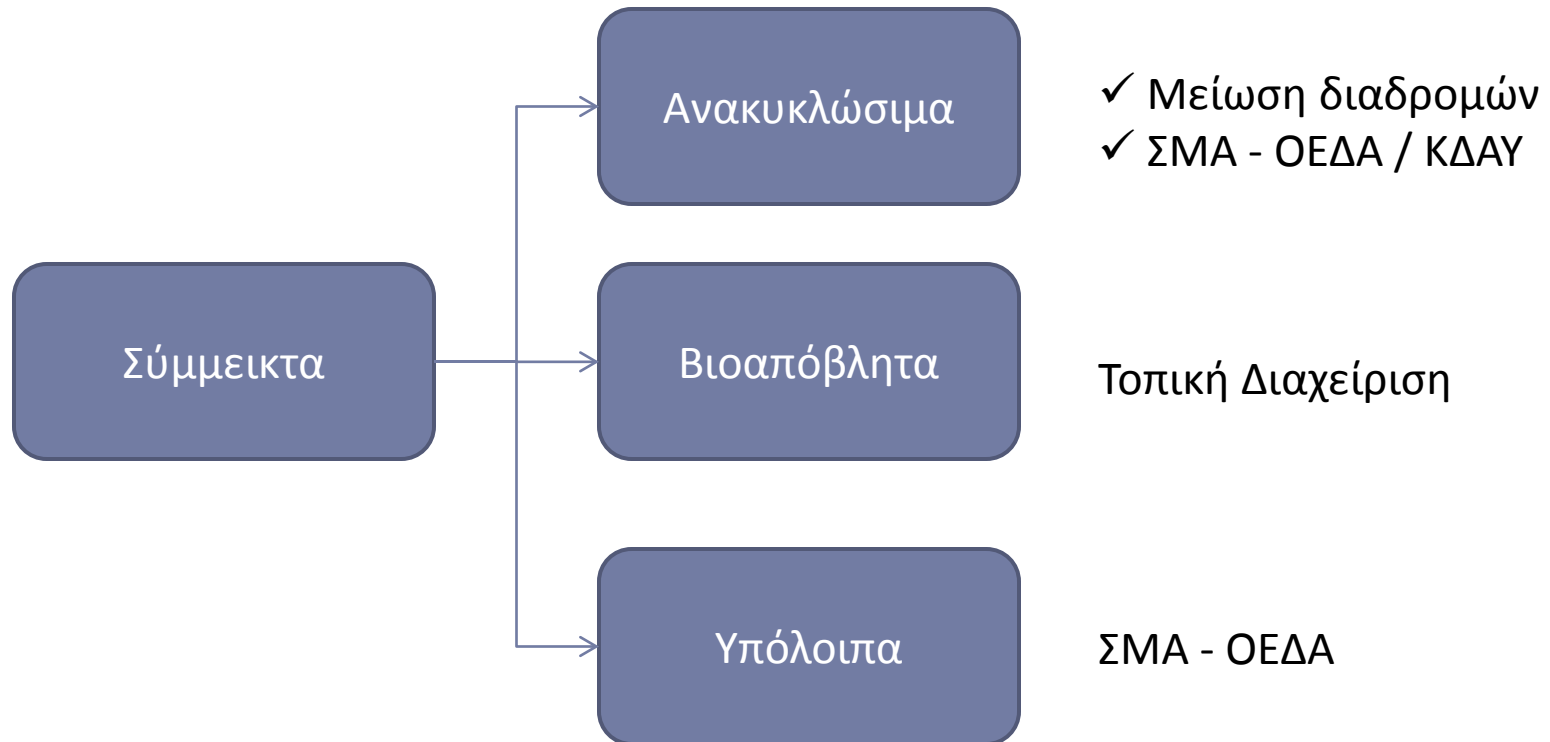 Σύμμεικτα
Ανακυκλώσιμα
✓ Μείωση διαδρομών
✓ ΣΜΑ - ΟΕΔΑ / ΚΔΑΥ
Βιοαπόβλητα
Τοπική Διαχείριση
Υπόλοιπα
ΣΜΑ - ΟΕΔΑ